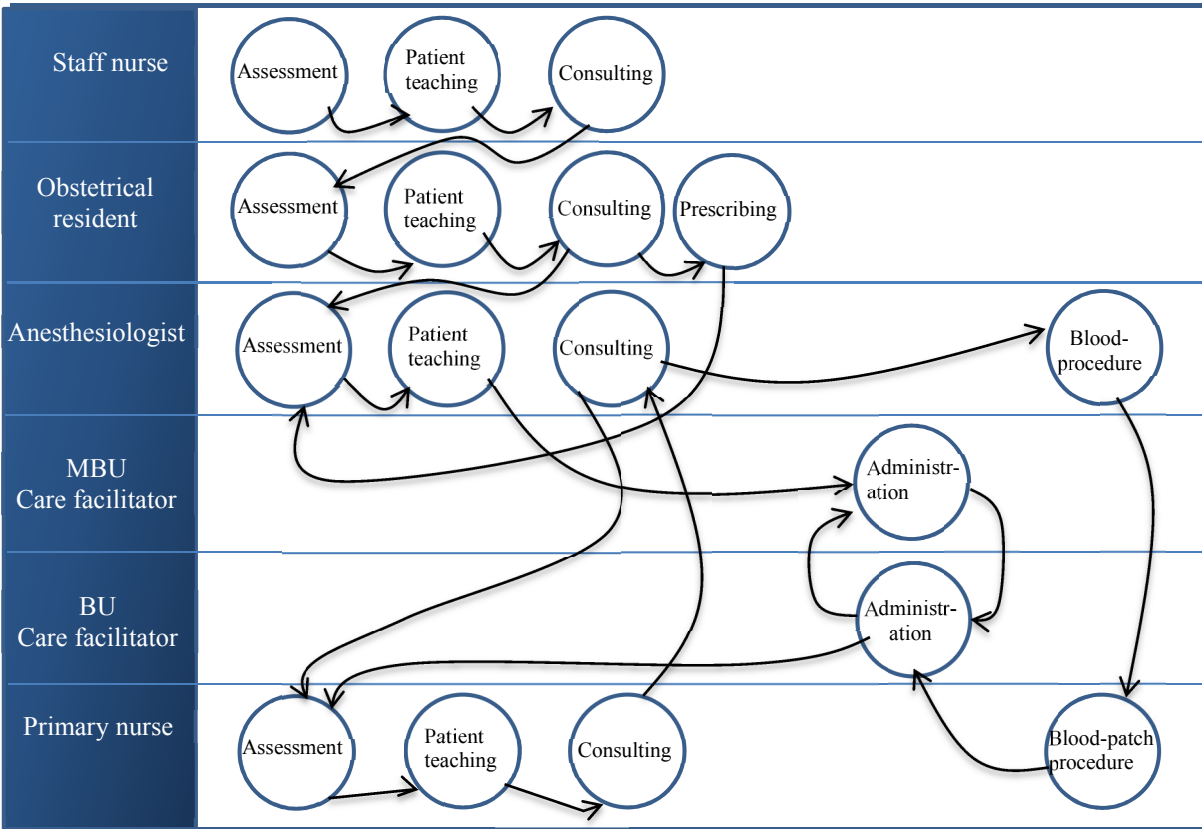 Staff nurse
Assessment
Patient
teaching
Consulting
Obstetrical
resident
Assessment
Patient
teaching
Consulting
Prescribing
Anesthesiologist
Assessment
Patient
teaching
Consulting
Blood-
procedure
MBU
Care facilitator
Administr-
ation
BU
Care facilitator
Administr-
ation
Primary nurse
Assessment
Patient
teaching
Consulting
Blood-patch
procedure